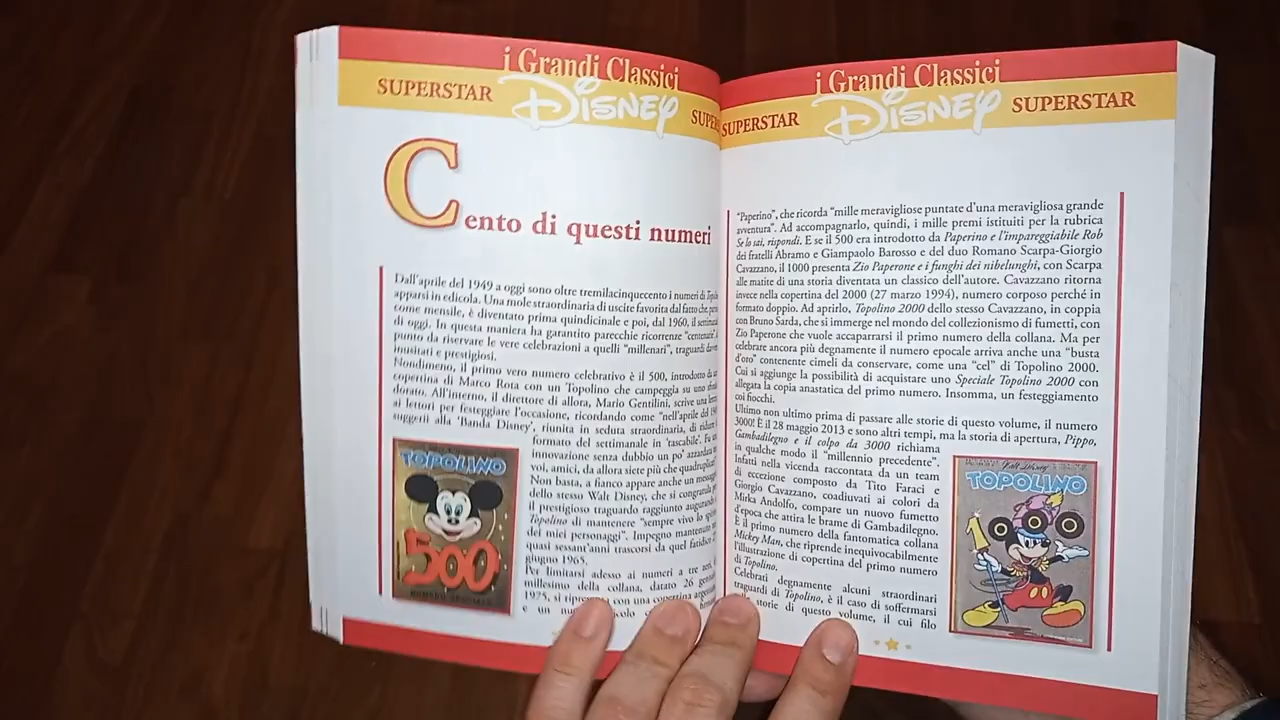 i Grandi Classici
SUPERSTAR
DISNEY
SUPERS
Cento di questi numeri
Dall'aprile del 1949 a oggi sono oltre tremilacinquecento i numeri di
apparsi in edicola. Una mole straordinaria di uscite favorita dal fatto che,
come mensile, è diventato prima quindicinale e poi, dal 1960, il
di oggi. In questa maniera ha garantito parecchie ricorrenze "centenarie"
punto da riservare le vere celebrazioni a quelli "millenari", traguardi
inusitati e prestigiosi.
Nondimeno, il primo vero numero celebrativo è il 500, introdotto da
copertina di Marco Rota con un Topolino che campeggia su uno
dorato. All'interno, il direttore di allora, Mario Gentilini, scrive una
ai lettori per festeggiare l'occasione, ricordando come "nell'aprile del
suggerii alla 'Banda Disney', riunita in seduta straordinaria, di
formato del settimanale in 'tascabile'. Fu
innovazione senza dubbio un po'
voi, amici, da allora siete più che
Non basta, a fianco appare anche un
dello stesso Walt Disney, che si congratula
il prestigioso traguardo raggiunto
Topolino di mantenere "sempre vivo lo
dei miei personaggi". Impegno mantenuto
quasi sessant'anni trascorsi da quel fatidico
giugno 1965.
Per limitarsi adesso ai numeri a tre zeri,
millesimo della collana, datato 26
1975, si con una copertina
e un
TOPOLINO
500
i Grandi Classici
SUPERSTAR
DISNEY
SUPERSTAR
"Paperino", che ricorda "mille meravigliose puntate d'una meravigliosa grande
avventura". Ad accompagnarlo, quindi, i mille premi istituiti per la rubrica
Se lo sai, rispondi. E se il 500 era introdotto da Paperino e l'impareggiabile Rob
dei fratelli Abramo e Giampaolo Barosso e del duo Romano Scarpa-Giorgio
Cavazzano, il 1000 presenta Zio Paperone e i funghi dei nibelunghi, con Scarpa
alle matite di una storia diventata un classico dell'autore. Cavazzano ritorna
invece nella copertina del 2000 (27 marzo 1994), numero corposo perché in
formato doppio. Ad aprirlo, Topolino 2000 dello stesso Cavazzano, in coppia
con Bruno Sarda, che si immerge nel mondo del collezionismo di fumetti, con
Zio Paperone che vuole accaparrarsi il primo numero della collana. Ma per
celebrare ancora più degnamente il numero epocale arriva anche una "busta
d'oro" contenente cimeli da conservare, come una "cel" di Topolino 2000.
Cui si aggiunge la possibilità di acquistare uno Speciale Topolino 2000 con
allegata la copia anastatica del primo numero. Insomma, un festeggiamento
coi fiocchi.
Ultimo non ultimo prima di passare alle storie di questo volume, il numero
3000! È il 28 maggio 2013 e sono altri tempi, ma la storia di apertura, Pippo,
Gambadilegno e il colpo da 3000 richiama
in qualche modo il "millennio precedente".
Infatti nella vicenda raccontata da un team
di eccezione composto da Tito Faraci e
Giorgio Cavazzano, coadiuvati ai colori da
Mirka Andolfo, compare un nuovo fumetto
d'epoca che attira le brame di Gambadilegno.
È il primo numero della fantomatica collana
Mickey Man, che riprende inequivocabilmente
l'illustrazione di copertina del primo numero
di Topolino.
Celebrati degnamente alcuni straordinari
traguardi di Topolino, è il caso di soffermarsi
storie di questo volume, il cui filo
Walt Disney
TOPOLINO
1000